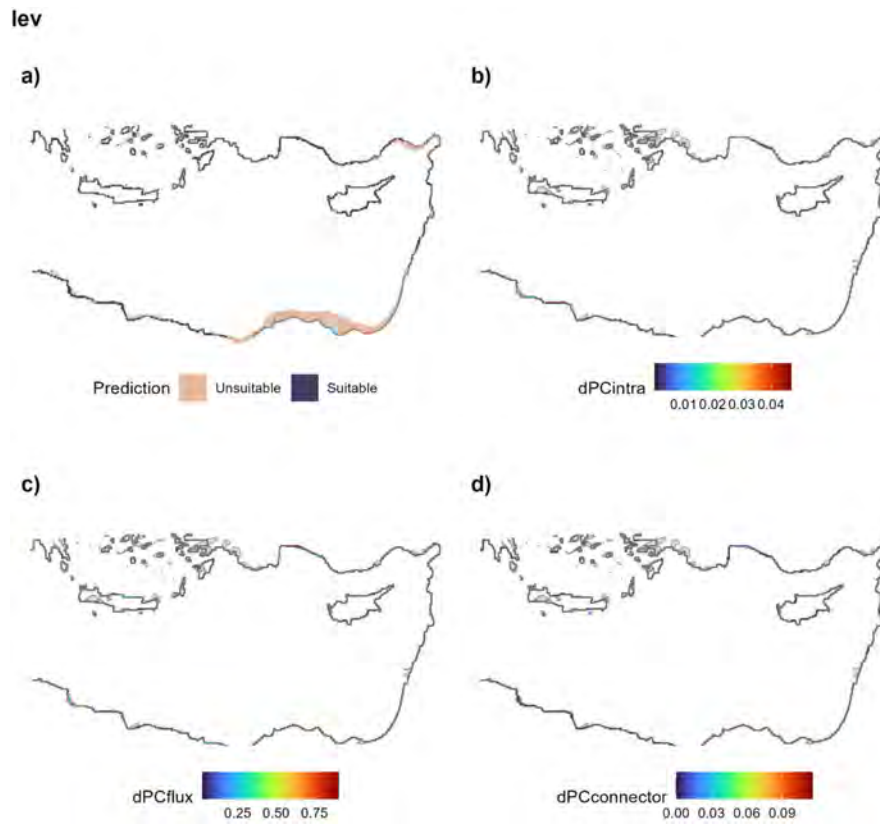 lev
a)
b)
Prediction Unsuitable Suitable
dPCintra
0.01 0.02 0.03 0.04
c)
d)
dPCflux
0.25 0.50 0.75
dPCconnector
0.00 0.03 0.06 0.09